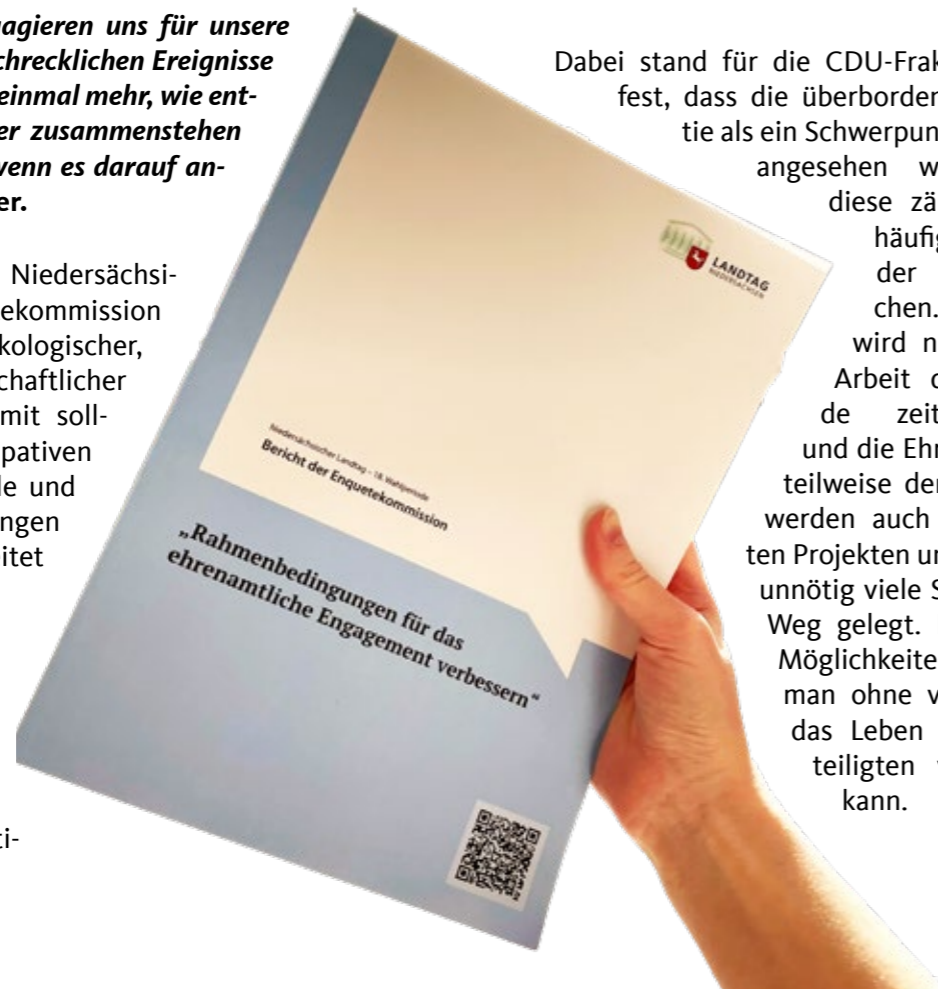 agieren uns für unsere
chrecklichen Ereignisse
einmal mehr, wie ent-
er zusammenstehen
wenn es darauf an-
er.
Niedersächsi-
ekommission
kologischer,
chaftlicher
mit soll-
pativen
le und
ngen
itet
ti-
LANDTAG
NIEDERSACHSEN
Niedersächsischer Landtag – 18. Wahlperiode
Bericht der Enquetekommission
„Rahmenbedingungen für das
ehrenamtliche Engagement verbessern“
Dabei stand für die CDU-Frak
fest, dass die überborden
tie als ein Schwerpun
angesehen w
diese zä
häufig
der
chen.
wird n
Arbeit d
de zeit
und die Ehr
teilweise der
werden auch
ten Projekten un
unnötig viele S
Weg gelegt.
Möglichkeite
man ohne v
das Leben
teiligten
kann.